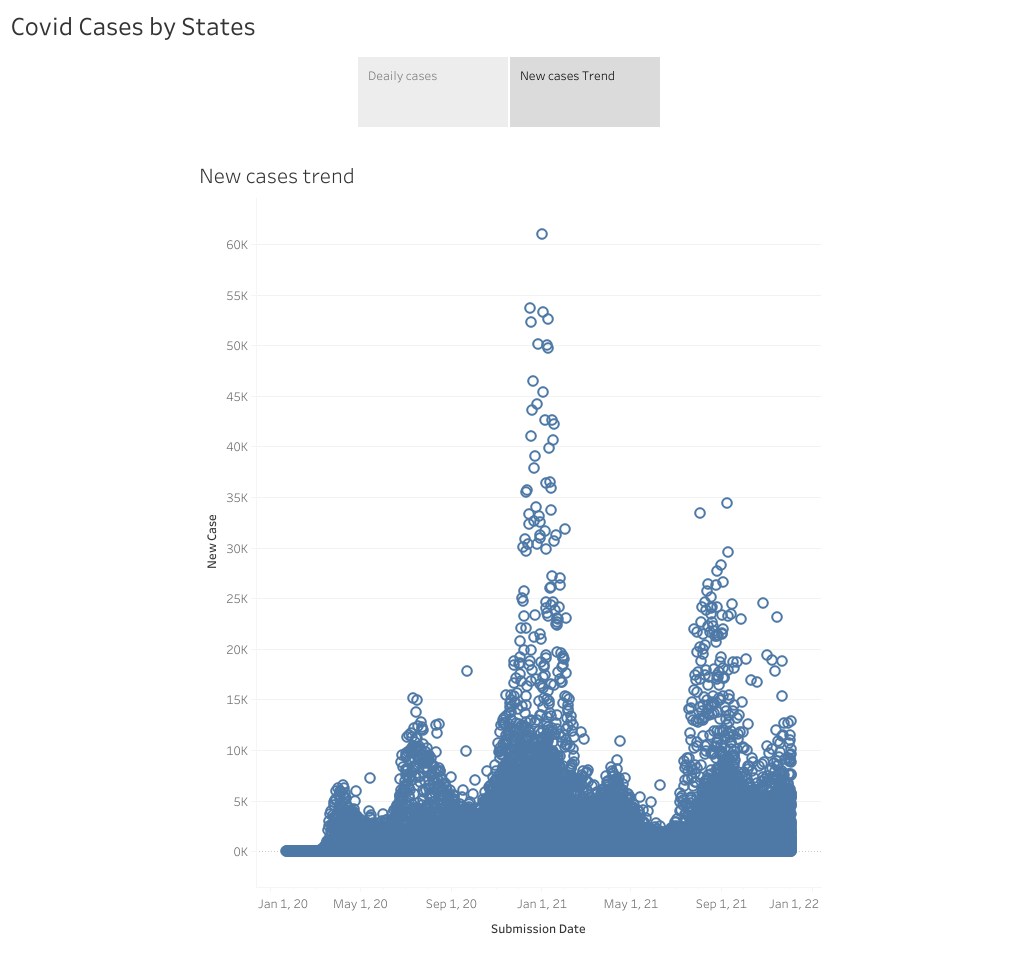 Covid Cases by States
Deaily cases
New cases Trend
New cases trend
60K
55K
50K
45K
40K
35K
30K
25K
20K
15K
10K
5K
0K
New Case
Jan 1, 20
May 1, 20
Sep 1, 20
Jan 1, 21
May 1, 21
Sep 1, 21
Jan 1, 22
Submission Date